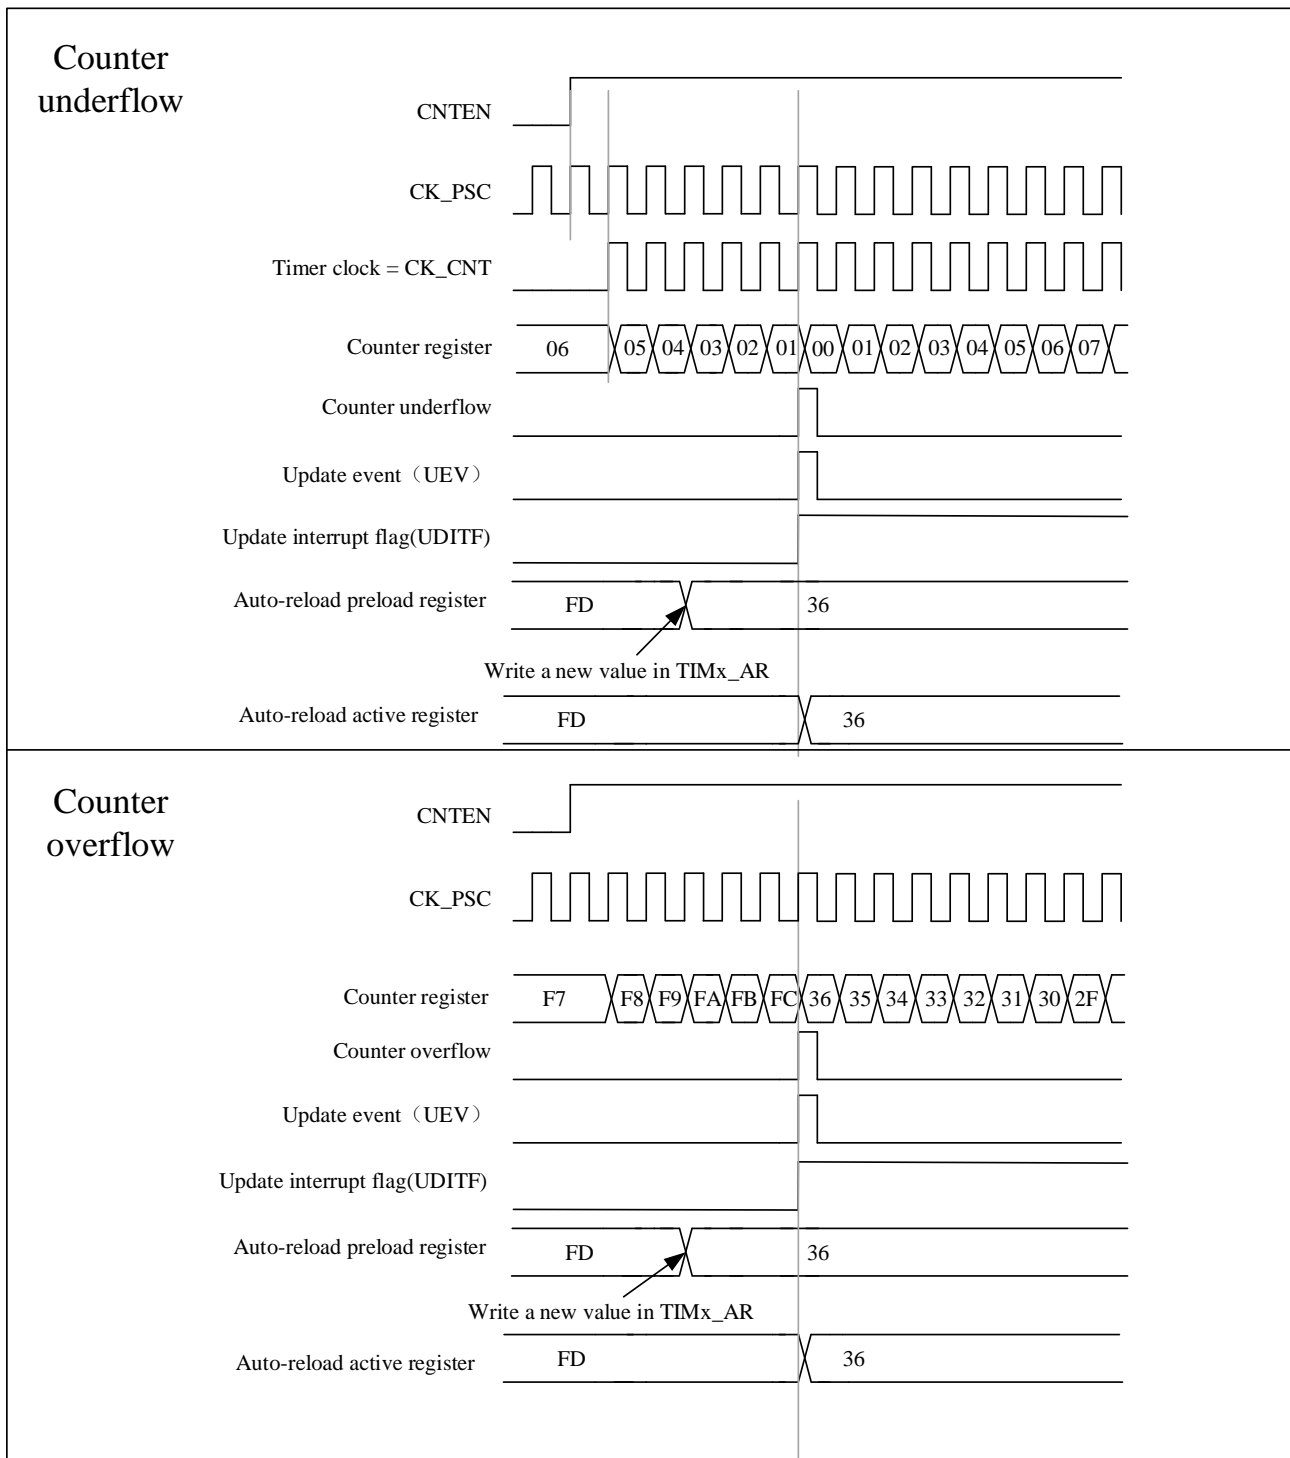 Counter
underflow
CNTEN
CK_PSC
Timer clock = CK_CNT
Counter register 06 05 04 03 02 01 00 01 02 03 04 05 06 07
Counter underflow
Update event（UEV）
Update interrupt flag(UDITF)
Auto-reload preload register FD 36
Write a new value in TIMx_AR
Auto-reload active register FD 36
Counter
overflow
CNTEN
CK_PSC
Counter register F7 F8 F9 FA FB FC 36 35 34 33 32 31 30 2F
Counter overflow
Update event（UEV）
Update interrupt flag(UDITF)
Auto-reload preload register FD 36
Write a new value in TIMx_AR
Auto-reload active register FD 36